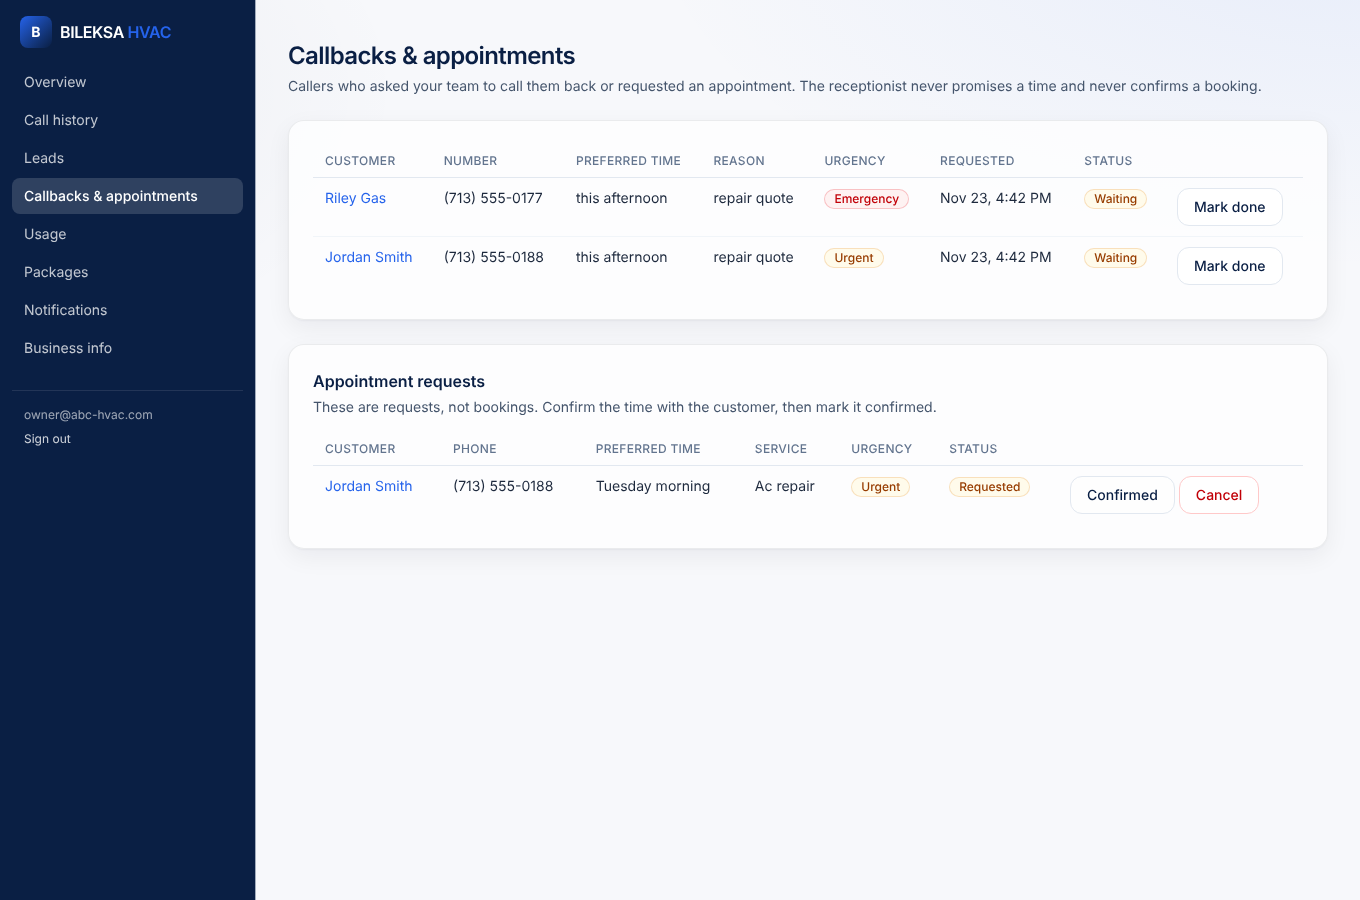 B BILEKSA HVAC
Overview
Call history
Leads
Callbacks & appointments
Usage
Packages
Notifications
Business info
owner@abc-hvac.com
Sign out
Callbacks & appointments
Callers who asked your team to call them back or requested an appointment. The receptionist never promises a time and never confirms a booking.
CUSTOMER NUMBER PREFERRED TIME REASON URGENCY REQUESTED STATUS
Riley Gas (713) 555-0177 this afternoon repair quote Emergency Nov 23, 4:42 PM Waiting Mark done
Jordan Smith (713) 555-0188 this afternoon repair quote Urgent Nov 23, 4:42 PM Waiting Mark done
Appointment requests
These are requests, not bookings. Confirm the time with the customer, then mark it confirmed.
CUSTOMER PHONE PREFERRED TIME SERVICE URGENCY STATUS
Jordan Smith (713) 555-0188 Tuesday morning Ac repair Urgent Requested Confirmed Cancel